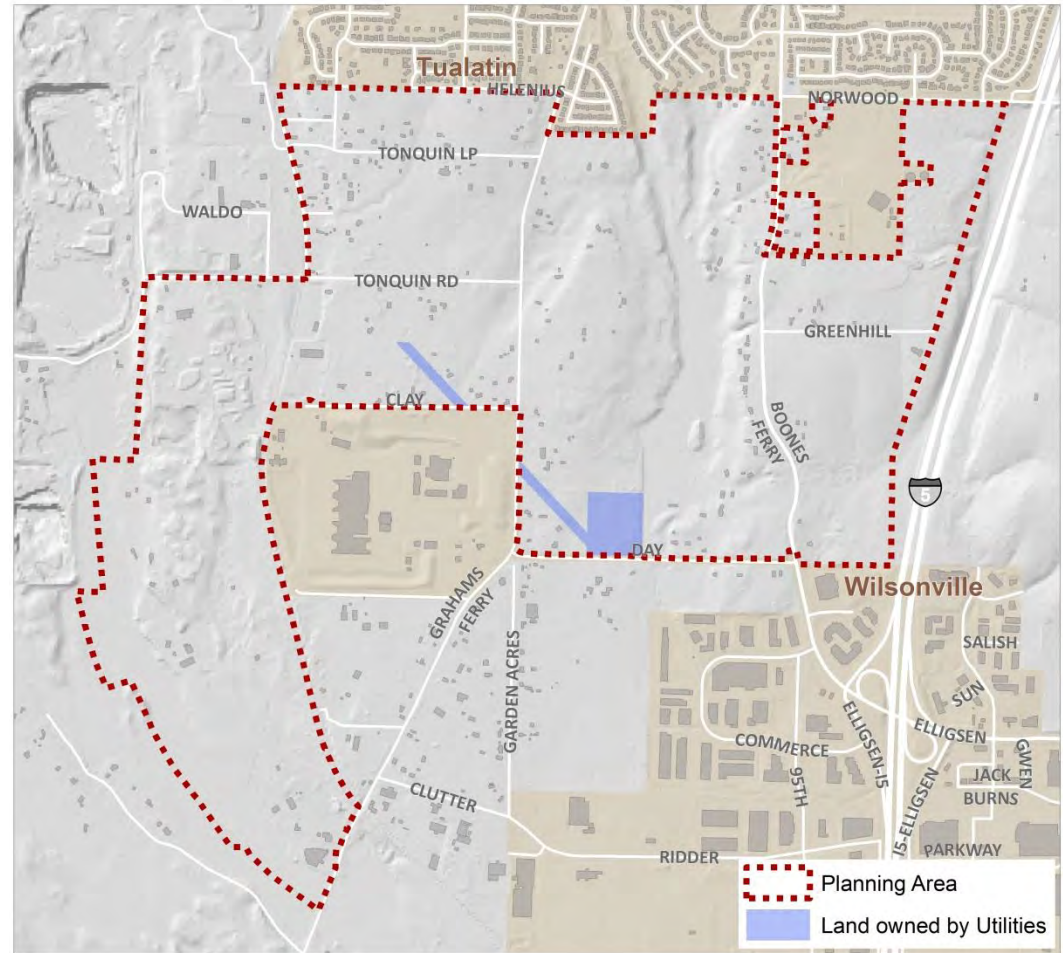 Tualatin
HELENIUS
NORWOOD
TONQUIN LP
WALDO
TONQUIN RD
GREENHILL
CLAY
BOONES
FERRY
5
DAY
Wilsonville
GRAHAMS
FERRY
GARDEN ACRES
SALISH
SUN
ELLIGSEN
ELLIGSEN-I5
COMMERCE
95TH
GWEN
JACK
BURNS
CLUTTER
I5-ELLIGSEN
RIDDER
PARKWAY
Planning Area
Land owned by Utilities